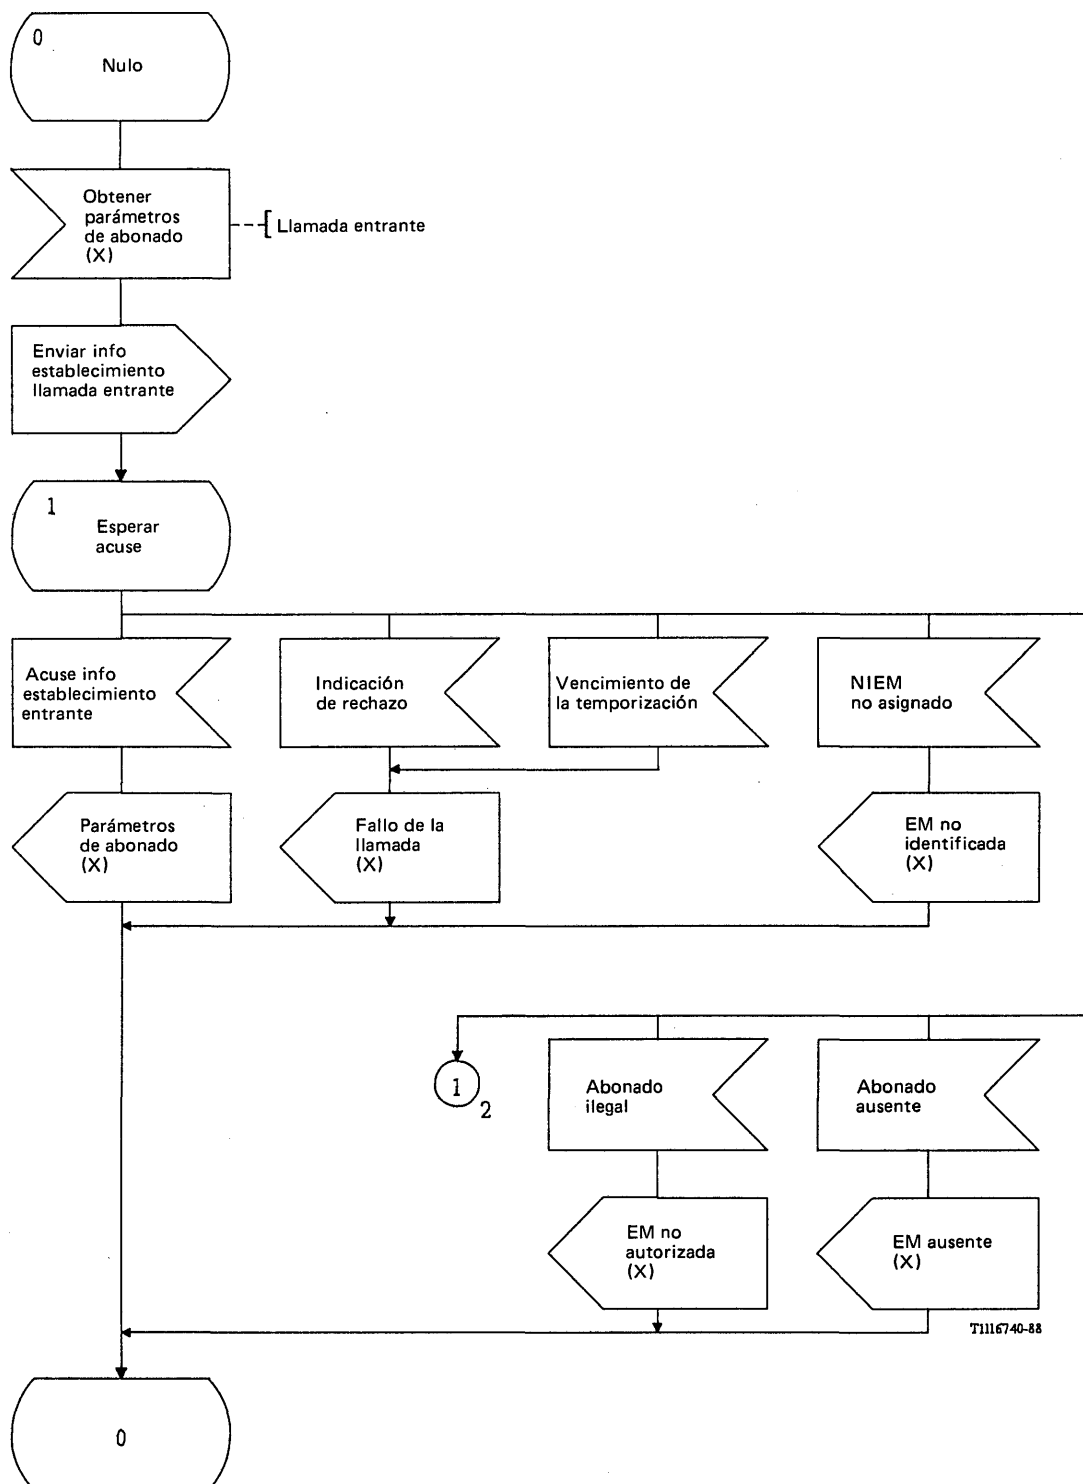 0
Nulo
Obtener
parámetros
de abonado
(X)
Llamada entrante
Enviar info
establecimiento
llamada entrante
1
Esperar
acuse
Acuse info
establecimiento
entrante
Indicación
de rechazo
Vencimiento de
la temporización
NIEM
no asignado
Parámetros
de abonado
(X)
Fallo de la
llamada
(X)
EM no
identificada
(X)
1
2
Abonado
ilegal
Abonado
ausente
EM no
autorizada
(X)
EM ausente
(X)
T1116740-88
0